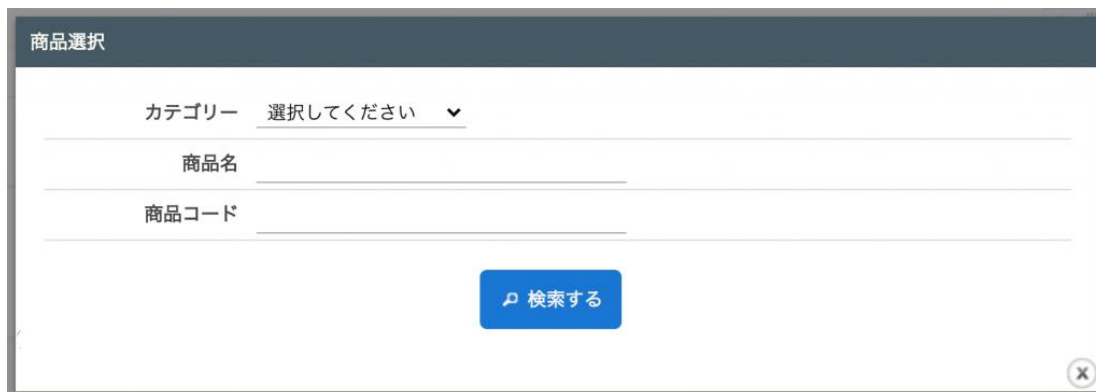 商品選択
カテゴリー 選択してください
商品名
商品コード
検索する